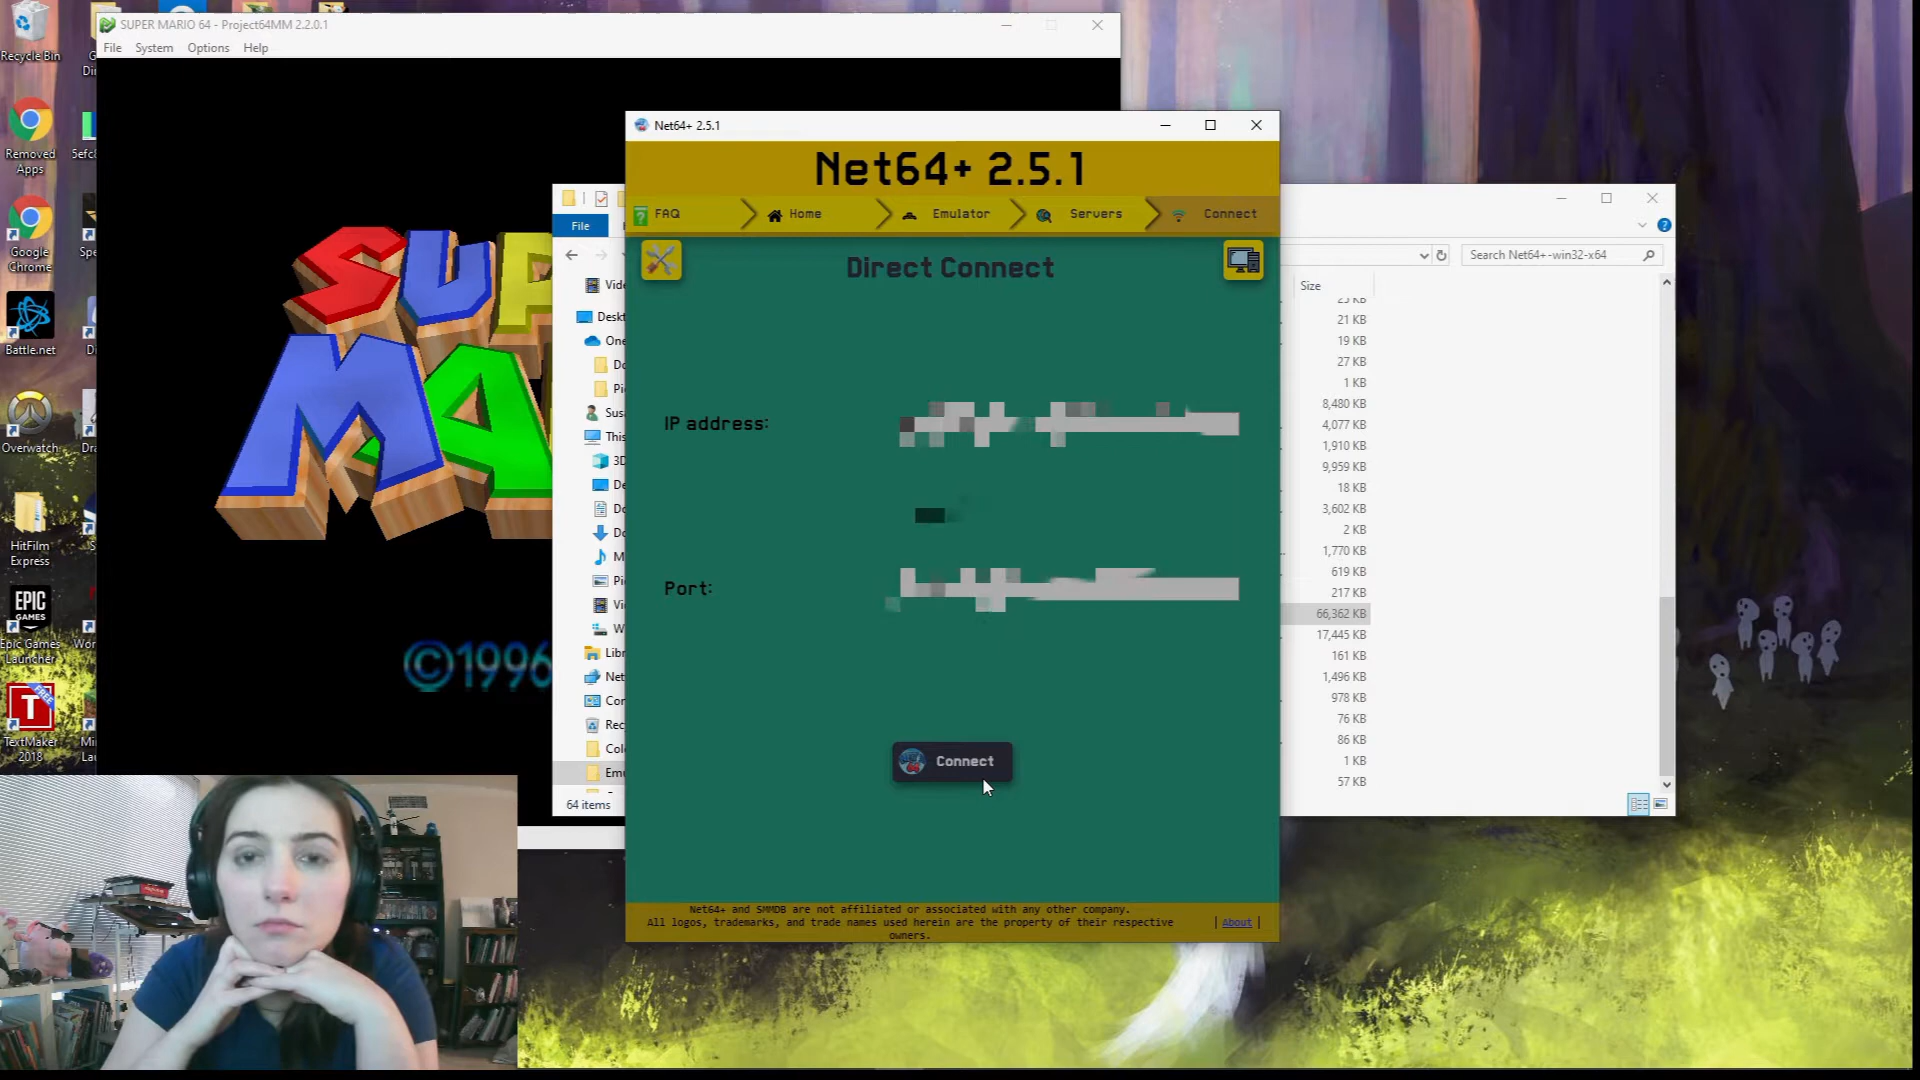 SUPER MARIO 64 - Project64MM 2.2.0.1
File System Options Help
Recycle Bin
Removed Apps
Google Chrome
Battle.net
Overwatch
HitFilm Express
EPIC GAMES
Epic Games Launcher
FREE
T
TextMaker 2018
©1996
File
Desk
Libr
64 items
Net64+ 2.5.1
Net64+ 2.5.1
FAQ Home Emulator Servers Connect
Direct Connect
IP address:
Port:
Connect
Net64+ and SMMDB are not affiliated or associated with any other company.
All logos, trademarks, and trade names used herein are the property of their respective
owners.
| About |
Search Net64+-win32-x64
Size
21 KB
19 KB
27 KB
1 KB
8,480 KB
4,077 KB
1,910 KB
9,959 KB
18 KB
3,602 KB
2 KB
1,770 KB
619 KB
217 KB
66,362 KB
17,445 KB
161 KB
1,496 KB
978 KB
76 KB
86 KB
1 KB
57 KB